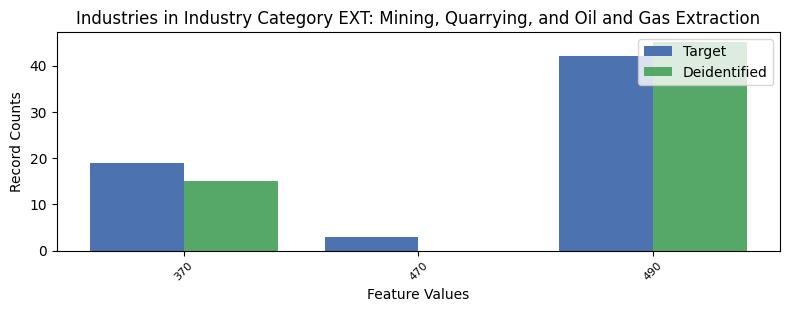 Industries in Industry Category EXT: Mining, Quarrying, and Oil and Gas Extraction
Target
Deidentified
Record Counts
40
30
20
10
0
370
470
490
Feature Values